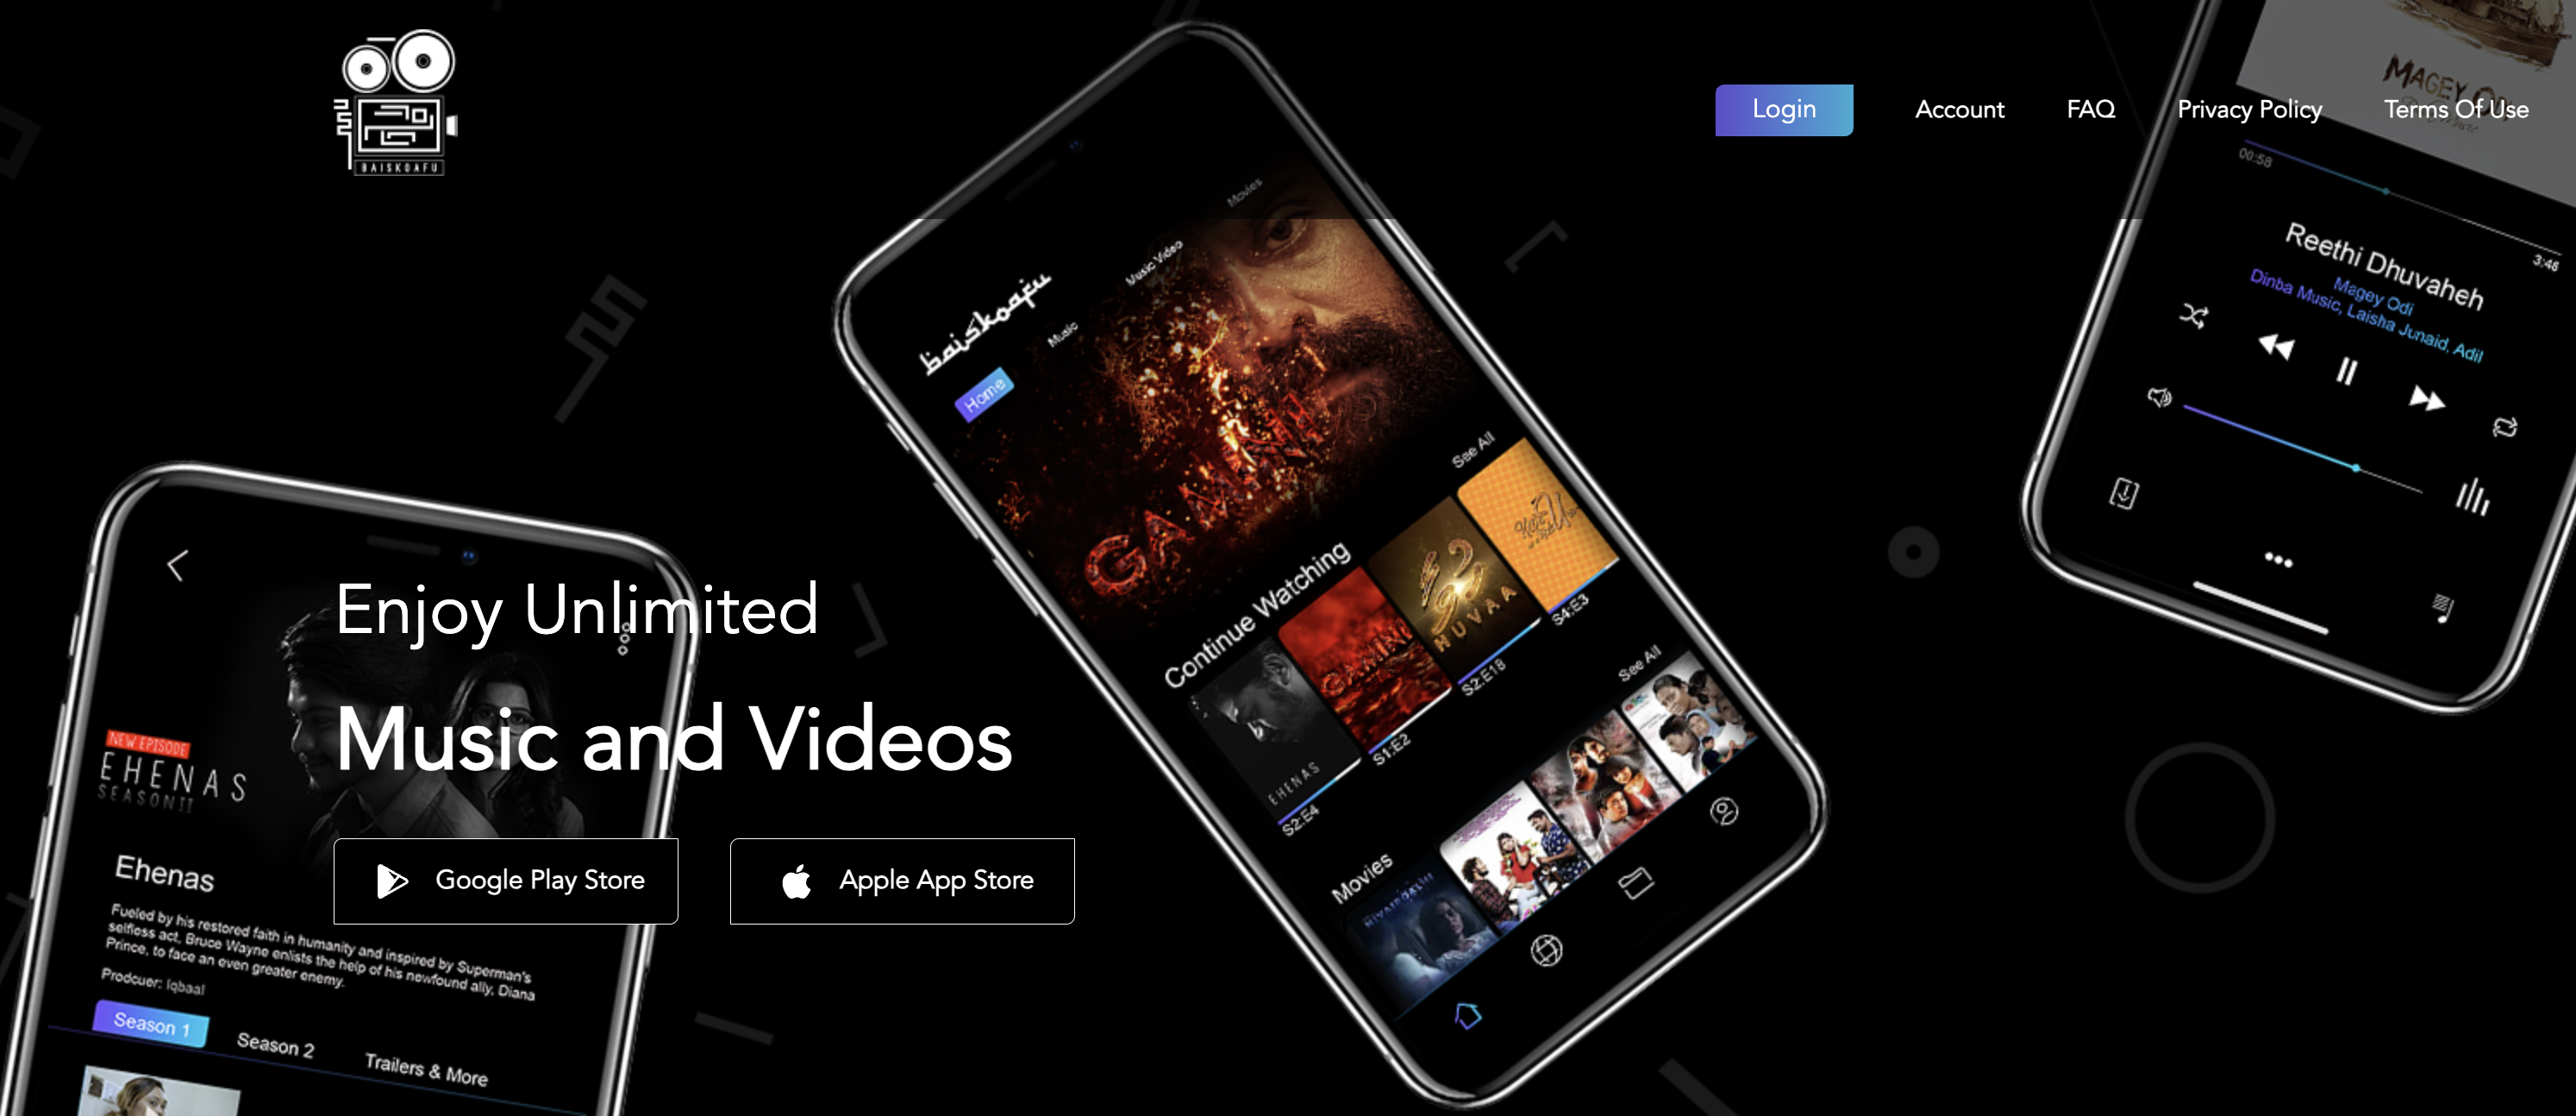 BAISKOAFU
Login
Account
FAQ
Privacy Policy
Terms Of Use
Enjoy Unlimited
Music and Videos
Google Play Store
Apple App Store
NEW EPISODE
EHENAS
SEASON II
Ehenas
Fueled by his restored faith in humanity and inspired by Superman's
selfless act, Bruce Wayne enlists the help of his newfound ally, Diana
Prince, to face an even greater enemy.
Prodcuer: Iqbaal
Season 1
Season 2
Trailers & More
baiskoafu
Home
Music
Music Video
Movies
GAMINI
Continue Watching
See All
EHENAS
S2:E4
GAMINI
S1:E2
HUVAA
S2:E18
S4:E3
Movies
See All
MAGEY
00:58
3:46
Reethi Dhuvaheh
Magey Odi
Dinba Music, Laisha Junaid, Adil